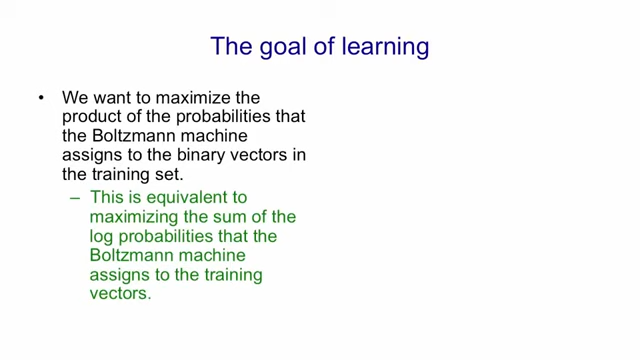 The goal of learning
• We want to maximize the
product of the probabilities that
the Boltzmann machine
assigns to the binary vectors in
the training set.
– This is equivalent to
maximizing the sum of the
log probabilities that the
Boltzmann machine
assigns to the training
vectors.